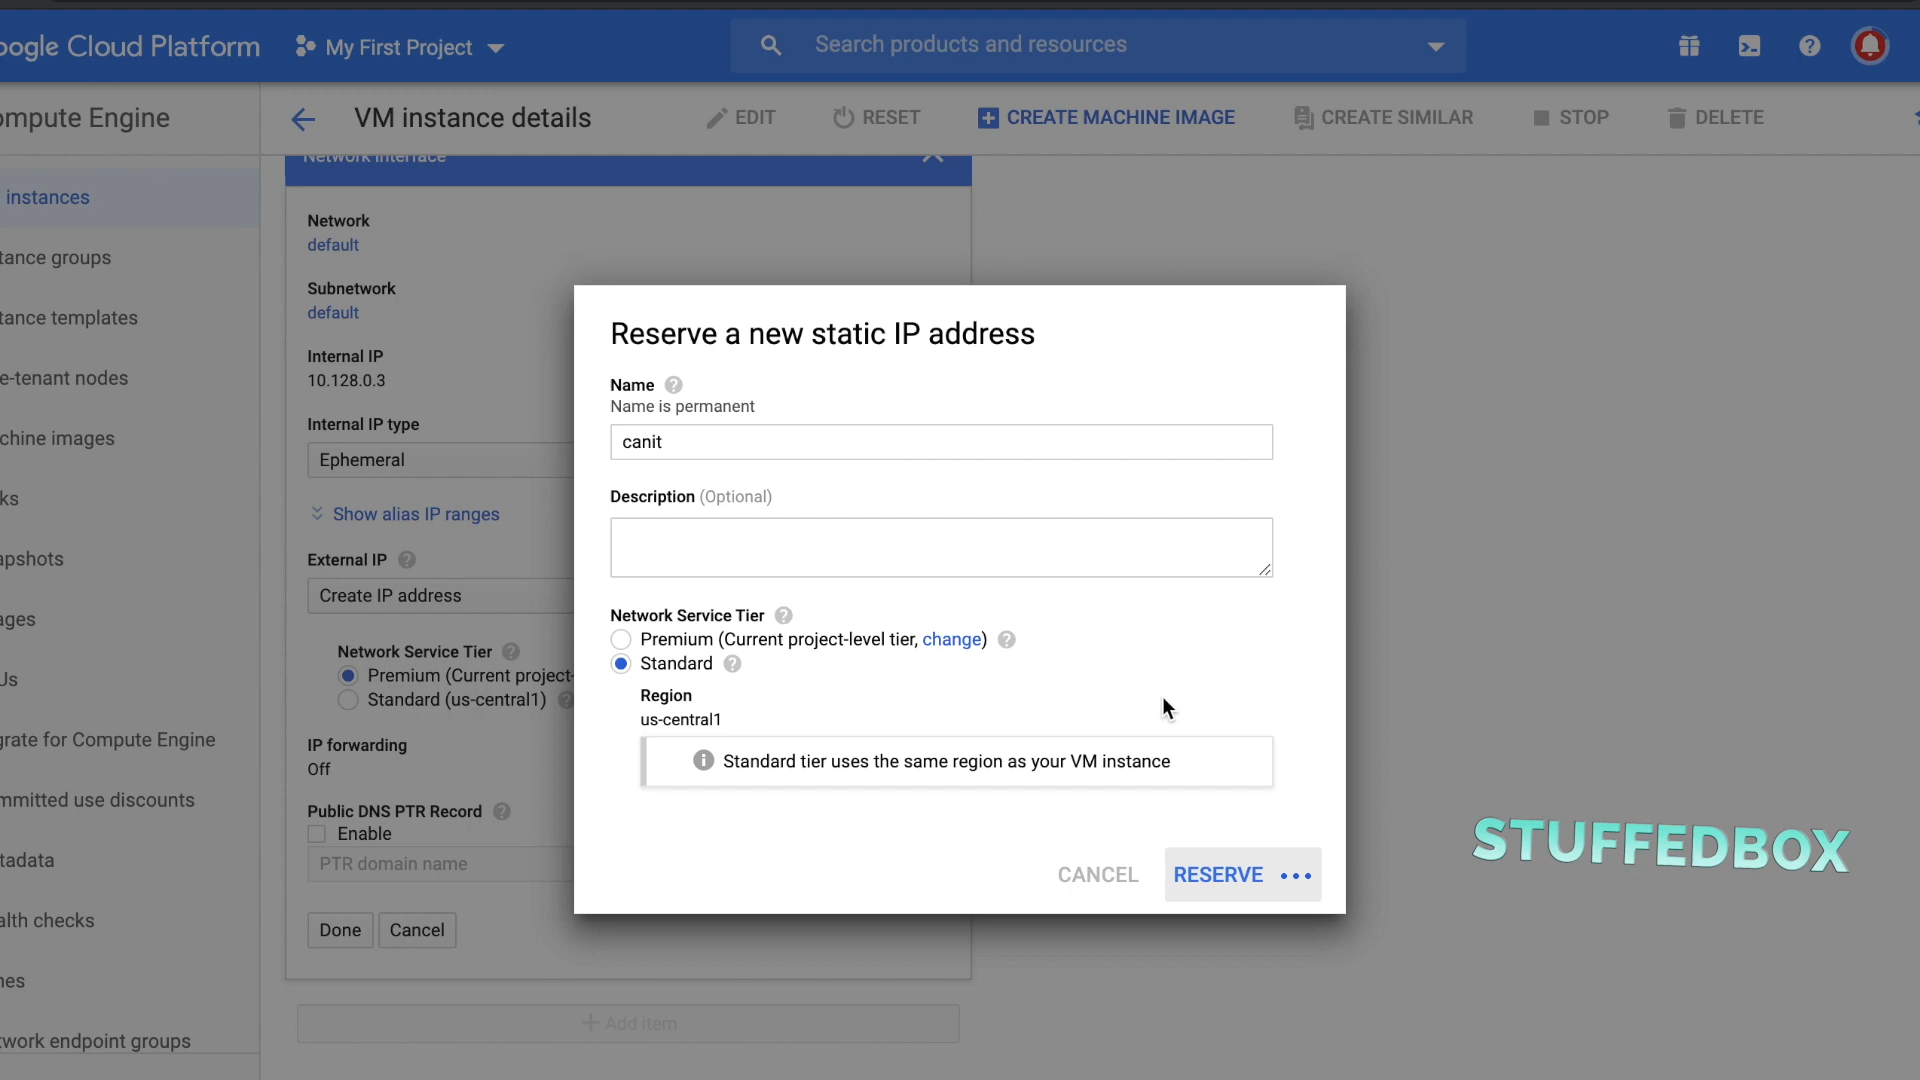 oogle Cloud Platform
My First Project
Search products and resources
ompute Engine
VM instance details
EDIT
RESET
CREATE MACHINE IMAGE
CREATE SIMILAR
STOP
DELETE
instances
tance groups
tance templates
e-tenant nodes
chine images
ks
apshots
ages
Us
grate for Compute Engine
mmitted use discounts
tadata
alth checks
nes
twork endpoint groups
Network interface
Network
default
Subnetwork
default
Internal IP
10.128.0.3
Internal IP type
Ephemeral
Show alias IP ranges
External IP
Create IP address
Network Service Tier
Premium (Current project-
Standard (us-central1)
IP forwarding
Off
Public DNS PTR Record
Enable
PTR domain name
Done
Cancel
Add item
Reserve a new static IP address
Name
Name is permanent
canit
Description (Optional)
Network Service Tier
Premium (Current project-level tier, change)
Standard
Region
us-central1
Standard tier uses the same region as your VM instance
CANCEL
RESERVE
STUFFEDBOX